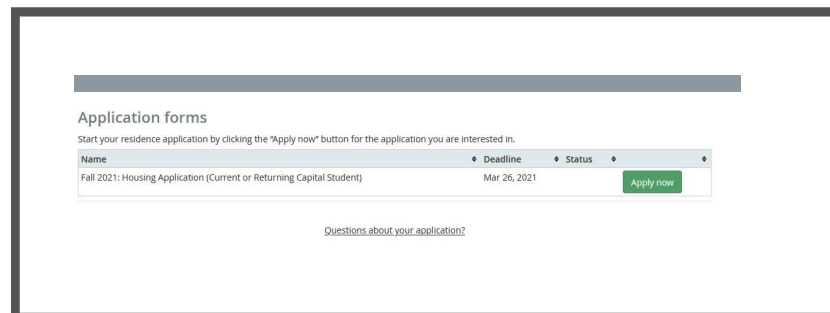 Application forms
Start your residence application by clicking the "Apply now" button for the application you are interested in.
Name Deadline Status
Fall 2021: Housing Application (Current or Returning Capital Student) Mar 26, 2021 Apply now
Questions about your application?